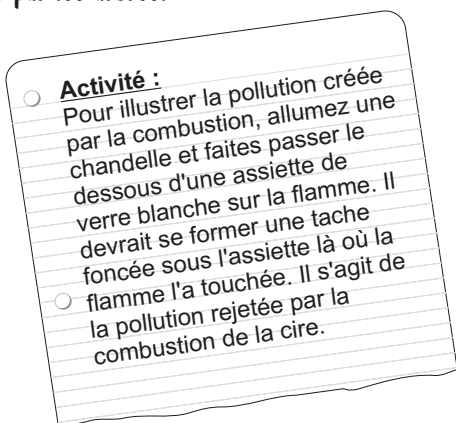 Activité :
Pour illustrer la pollution créée
par la combustion, allumez une
chandelle et faites passer le
dessous d'une assiette de
verre blanche sur la flamme. Il
devrait se former une tache
foncée sous l'assiette là où la
flamme l'a touchée. Il s'agit de
la pollution rejetée par la
combustion de la cire.